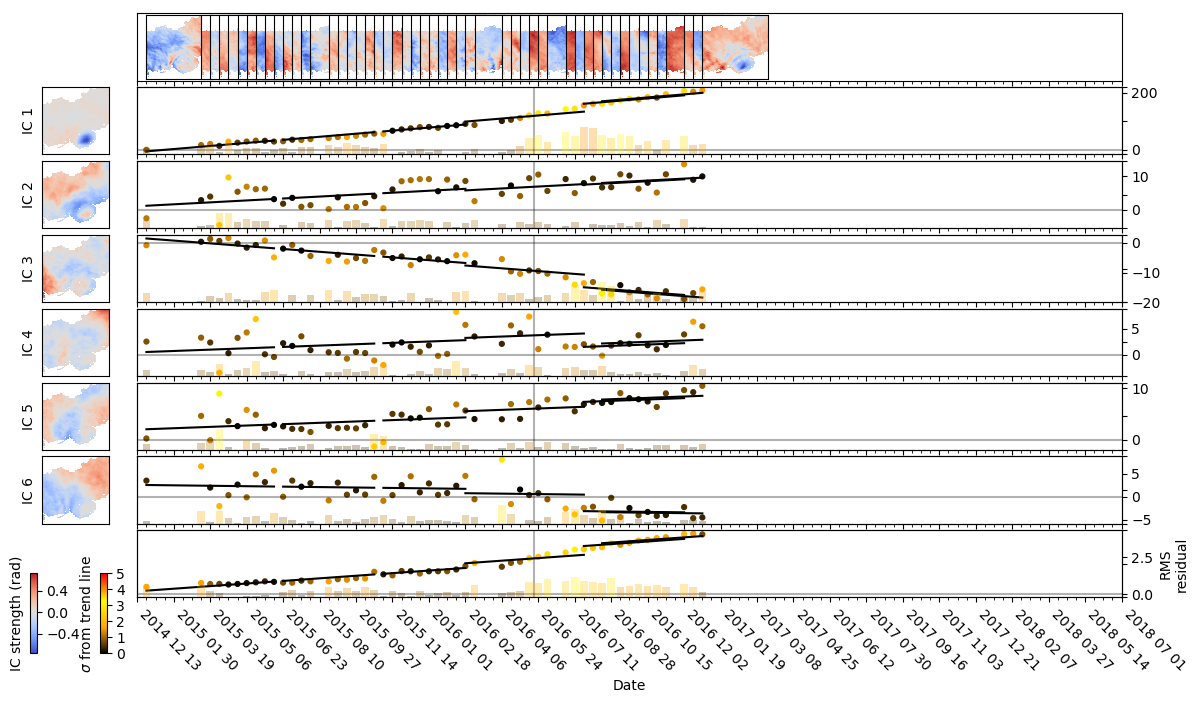 IC 1
200
0
IC 2
10
0
IC 3
0
−10
−20
IC 4
5
0
IC 5
10
0
IC 6
5
0
−5
2.5
0.0
RMS
residual
IC strength (rad)
0.4
0.0
−0.4
σ from trend line
5
4
3
2
1
0
2014 12 13
2015 01 30
2015 03 19
2015 05 06
2015 06 23
2015 08 10
2015 09 27
2015 11 14
2016 01 01
2016 02 18
2016 04 06
2016 05 24
2016 07 11
2016 08 28
2016 10 15
2016 12 02
2017 01 19
2017 03 08
2017 04 25
2017 06 12
2017 07 30
2017 09 16
2017 11 03
2017 12 21
2018 02 07
2018 03 27
2018 05 14
2018 07 01
Date